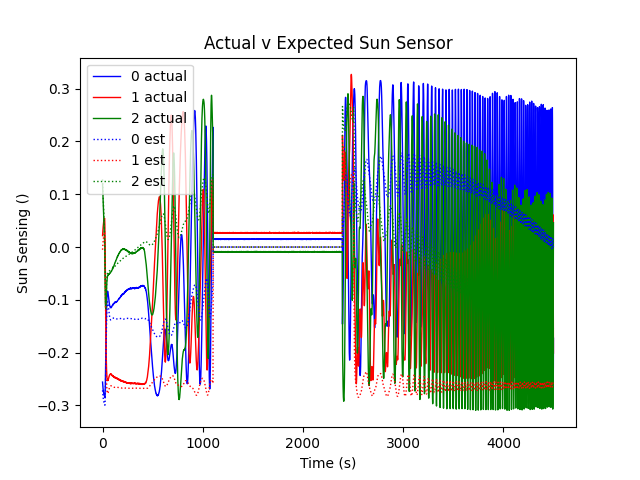 Actual v Expected Sun Sensor
0 actual
1 actual
2 actual
0 est
1 est
2 est
0.3
0.2
0.1
0.0
−0.1
−0.2
−0.3
Sun Sensing ()
0 1000 2000 3000 4000
Time (s)